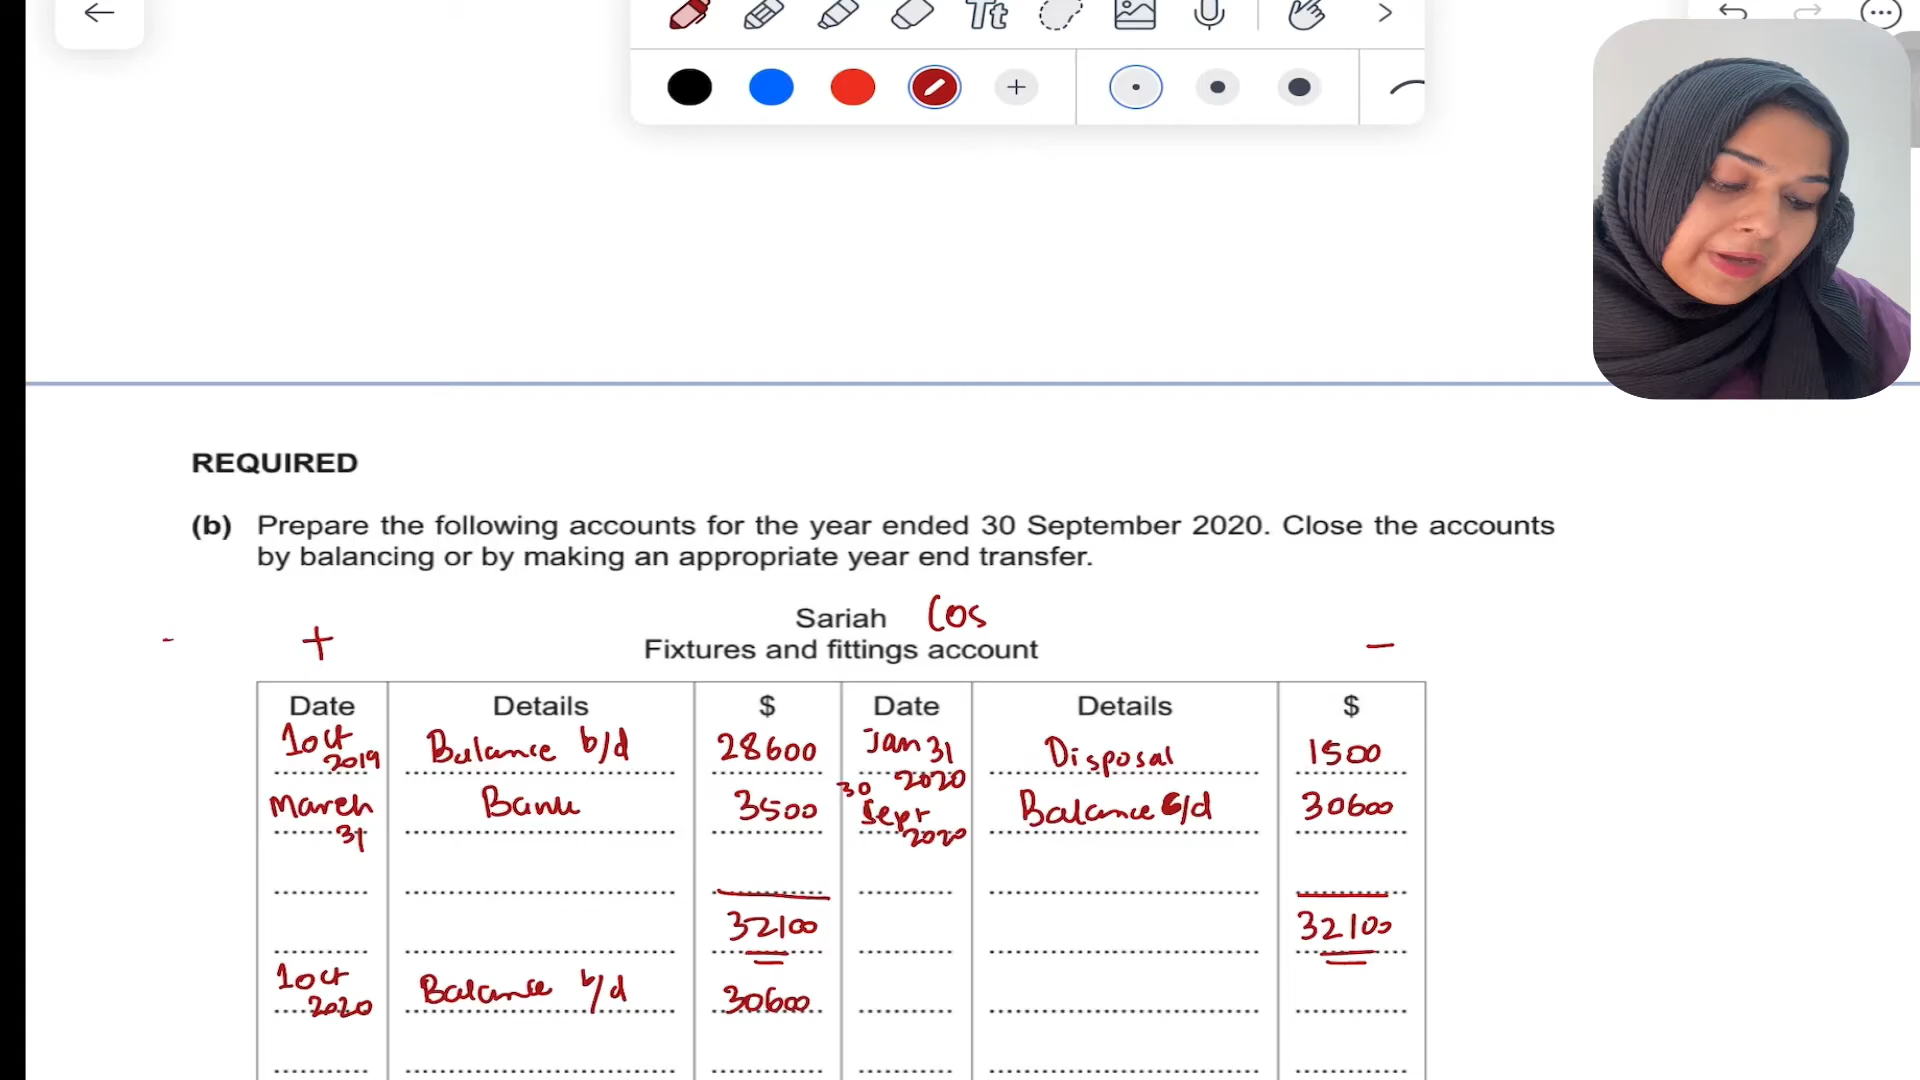 Tt
REQUIRED
(b) Prepare the following accounts for the year ended 30 September 2020. Close the accounts
by balancing or by making an appropriate year end transfer.
Sariah Cos
+ Fixtures and fittings account -
Date Details $ Date Details $
1 Oct 2019 Balance b/d 28600 Jan 31 2020 Disposal 1500
March 31 Bank 3500 30 Sept 2020 Balance c/d 30600
32100 32100
1 Oct 2020 Balance b/d 30600